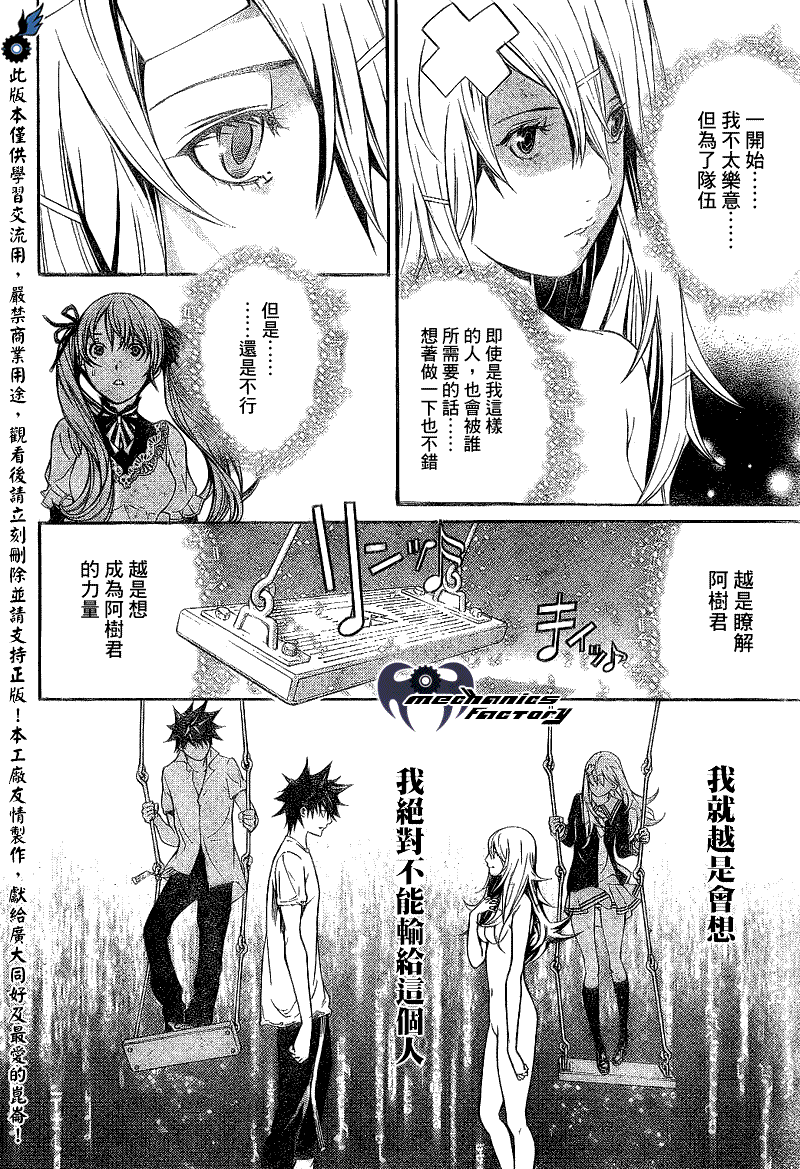 一開始……
我不太樂意……
但為了隊伍
即使是我這樣
的人，也會被誰
所需要的話……
想著做一下也不錯
但是……
……還是不行
越是瞭解
阿樹君
キイッ♪
リンッ♪
越是想
成為阿樹君
的力量
mechanics
Factory
我就越是會想
我絕對不能輸給這個人
此版本僅供學習交流用，嚴禁商業用途，觀看後請立刻刪除並請支持正版！本工廠友情製作，獻給廣大同好及最愛的崑崙！